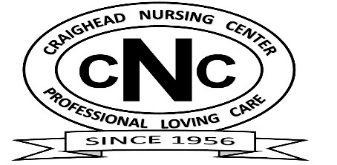 CRAIGHEAD NURSING CENTER
CNC
PROFESSIONAL LOVING CARE
SINCE 1956